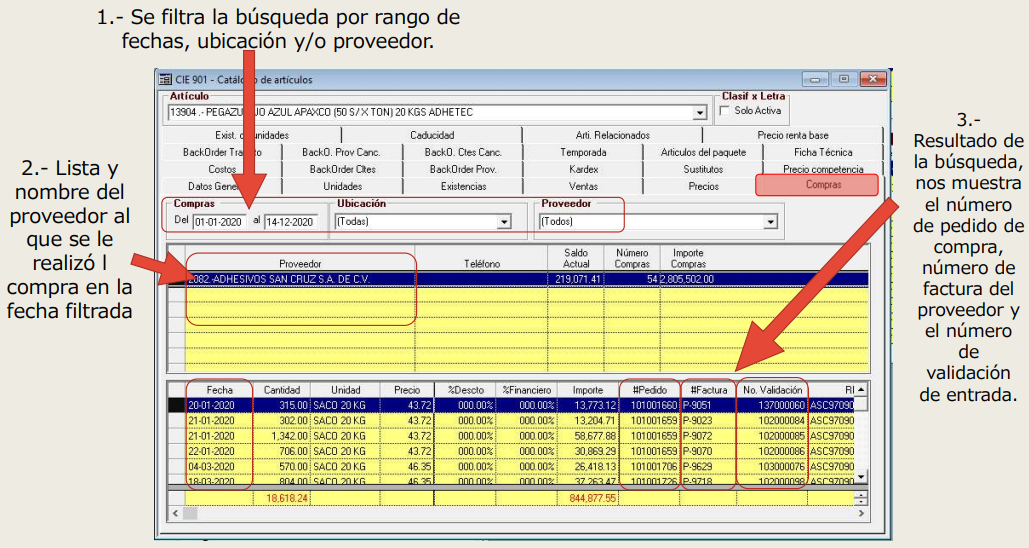 1.- Se filtra la búsqueda por rango de
fechas, ubicación y/o proveedor.
2.- Lista y
nombre del
proveedor al
que se le
realizó l
compra en la
fecha filtrada
CIE 901 - Catálogo de artículos
Artículo
13904 .- PEGAZULEJO AZUL APAXCO (50 S/X TON) 20 KGS ADHETEC
Clasif x Letra
Solo Activa
Exist. unidades Caducidad Arti. Relacionados Precio renta base
BackOrder BackO. Prov Canc. BackO. Ctes Canc. Temporada Articulos del paquete Ficha Técnica
Costos BackOrder Cltes BackOrder Prov. Kardex Sustitutos Precio competencia
Datos Unidades Existencias Ventas Precios Compras
Compras Ubicación Proveedor
Del 01-01-2020 al 14-12-2020 (Todas) (Todos)
Proveedor Teléfono Saldo Actual Número Compras Importe Compras
2082.-ADHESIVOS SAN CRUZ S.A. DE C.V. 219,071.41 54 2,805,502.00
Fecha Cantidad Unidad Precio %Descto %Financiero Importe #Pedido #Factura No. Validación
20-01-2020 315.00 SACO 20 KG 43.72 000.00% 000.00% 13,773.12 101001660 P-9051 137000060 ASC97090
21-01-2020 302.00 SACO 20 KG 43.72 000.00% 000.00% 13,204.71 101001659 P-9023 102000084 ASC97090
21-01-2020 1,342.00 SACO 20 KG 43.72 000.00% 000.00% 58,677.88 101001659 P-9072 102000085 ASC97090
22-01-2020 706.00 SACO 20 KG 43.72 000.00% 000.00% 30,869.29 101001659 P-9070 102000086 ASC97090
04-03-2020 570.00 SACO 20 KG 46.35 000.00% 000.00% 26,418.13 101001706 P-9629 103000076 ASC97090
18-03-2020 804.00 SACO 20 KG 46.35 000.00% 000.00% 37,263.47 101001726 P-9718 102000098 ASC97090
18,618.24 844,877.55
3.-
Resultado de
la búsqueda,
nos muestra
el número
de pedido de
compra,
número de
factura del
proveedor y
el número
de
validación
de entrada.